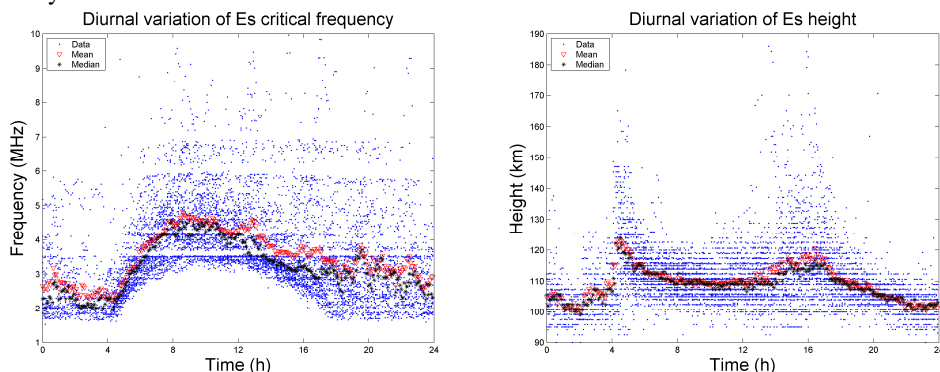 Diurnal variation of Es critical frequency
10
9
8
7
6
5
4
3
2
1
Frequency (MHz)
Data
Mean
Median
0 4 8 12 16 20 24
Time (h)
Diurnal variation of Es height
190
180
170
160
150
140
130
120
110
100
90
Height (km)
Data
Mean
Median
0 4 8 12 16 20 24
Time (h)